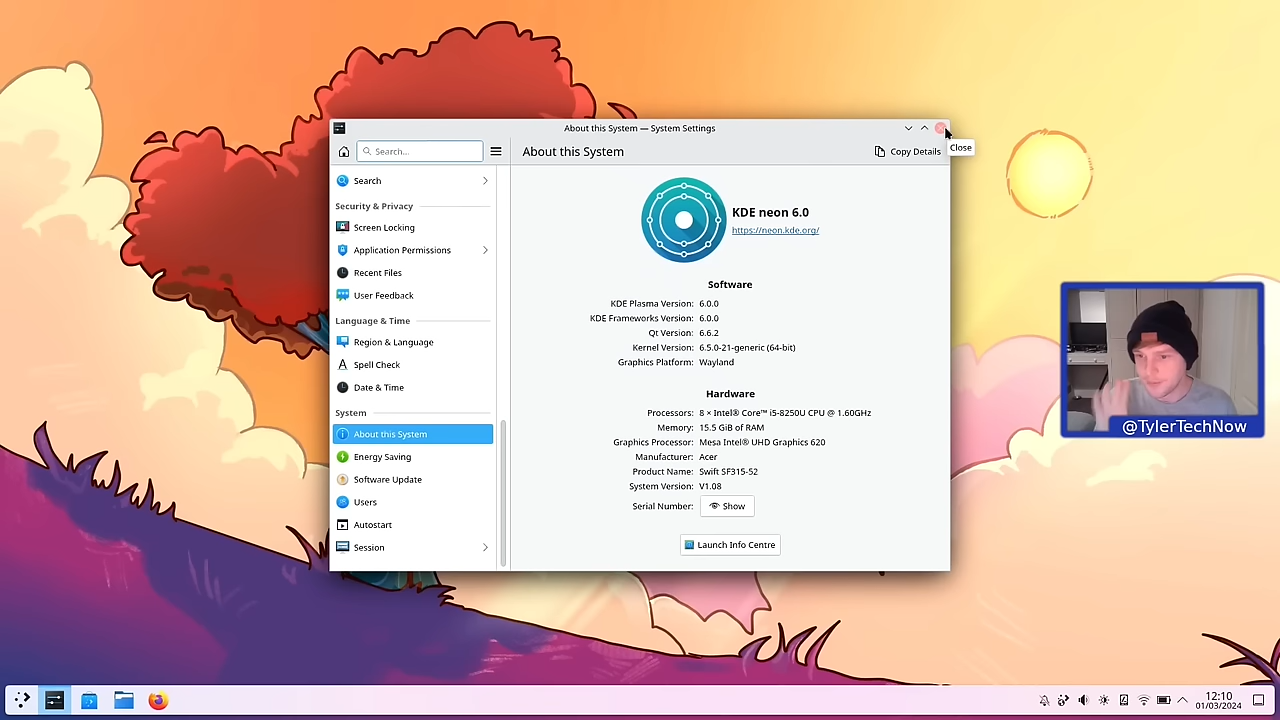 About this System — System Settings
Search...
About this System
Copy Details
Close
Search
Security & Privacy
Screen Locking
Application Permissions
Recent Files
User Feedback
Language & Time
Region & Language
Spell Check
Date & Time
System
About this System
Energy Saving
Software Update
Users
Autostart
Session
KDE neon 6.0
https://neon.kde.org/
Software
KDE Plasma Version: 6.0.0
KDE Frameworks Version: 6.0.0
Qt Version: 6.6.2
Kernel Version: 6.5.0-21-generic (64-bit)
Graphics Platform: Wayland
Hardware
Processors: 8 × Intel® Core™ i5-8250U CPU @ 1.60GHz
Memory: 15.5 GiB of RAM
Graphics Processor: Mesa Intel® UHD Graphics 620
Manufacturer: Acer
Product Name: Swift SF315-52
System Version: V1.08
Serial Number: Show
Launch Info Centre
@TylerTechNow
12:10
01/03/2024